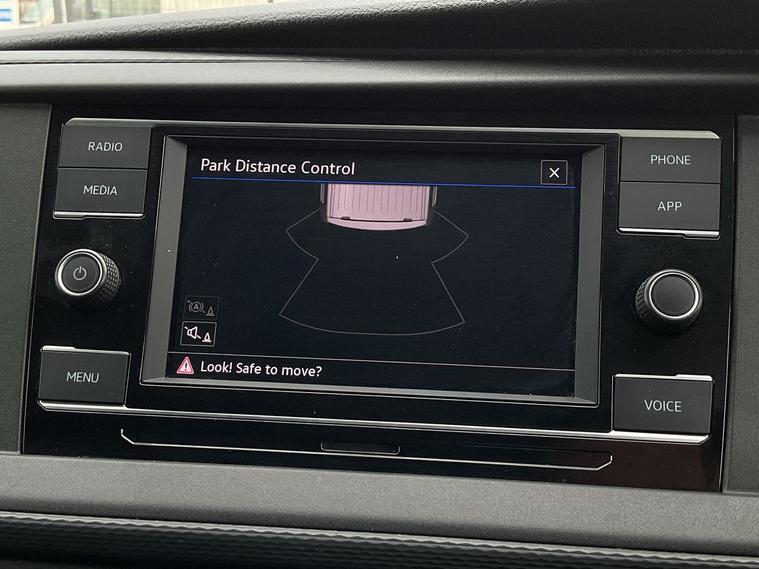 RADIO
MEDIA
MENU
Park Distance Control
Look! Safe to move?
PHONE
APP
VOICE